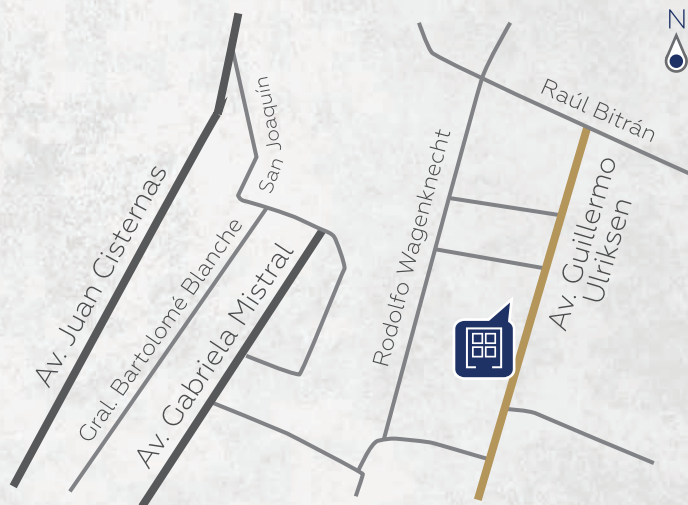 N
Raúl Bitrán
San Joaquín
Av. Juan Cisternas
Gral. Bartolomé Blanche
Av. Gabriela Mistral
Rodolfo Wagenknecht
Av. Guillermo
Ulriksen